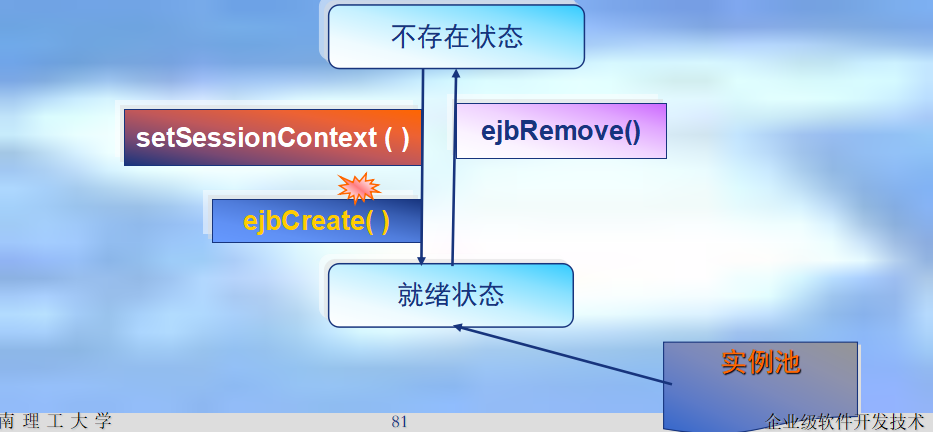 不存在状态
setSessionContext ( )
ejbRemove()
ejbCreate( )
就绪状态
实例池
南 理 工 大 学
81
企业级软件开发技术